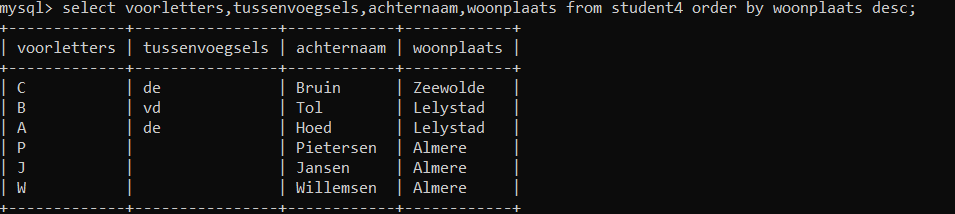 mysql> select voorletters,tussenvoegsels,achternaam,woonplaats from student4 order by woonplaats desc;
+-------------+----------------+------------+------------+
| voorletters | tussenvoegsels | achternaam | woonplaats |
+-------------+----------------+------------+------------+
| C           | de             | Bruin      | Zeewolde   |
| B           | vd             | Tol        | Lelystad   |
| A           | de             | Hoed       | Lelystad   |
| P           |                | Pietersen  | Almere     |
| J           |                | Jansen     | Almere     |
| W           |                | Willemsen  | Almere     |
+-------------+----------------+------------+------------+